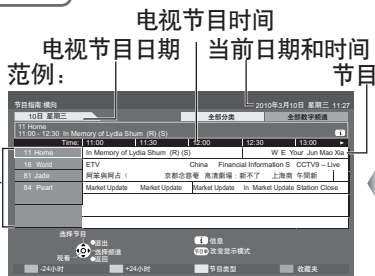 电视节目时间
电视节目日期 当前日期和时间
范例：
节目
节目指南:横向 2010年3月10日 星期三 11:27
10日 星期三 全部分类 全部数字频道
11 Home
11:00 - 12:30 In Memory of Lydia Shum (R) (S) i
Time: 11:00 11:30 12:00 12:30 13:00
11 Home In Memory of Lydia Shum (R) (S) W E Your Jun Mao Xia
16 World ETV China Financial Information S CCTV9 – Live
81 Jade 阿笨與阿占（ 京都念慈菴 高清劇場：新不了 上海商 午間新
84 Pearl Market Update Market Update Market Update In Market Update Station Close
选择节目
退出
选择频道
观看
返回
i 信息
节目 改变显示模式
-24小时 +24小时 节目类型 收藏夹